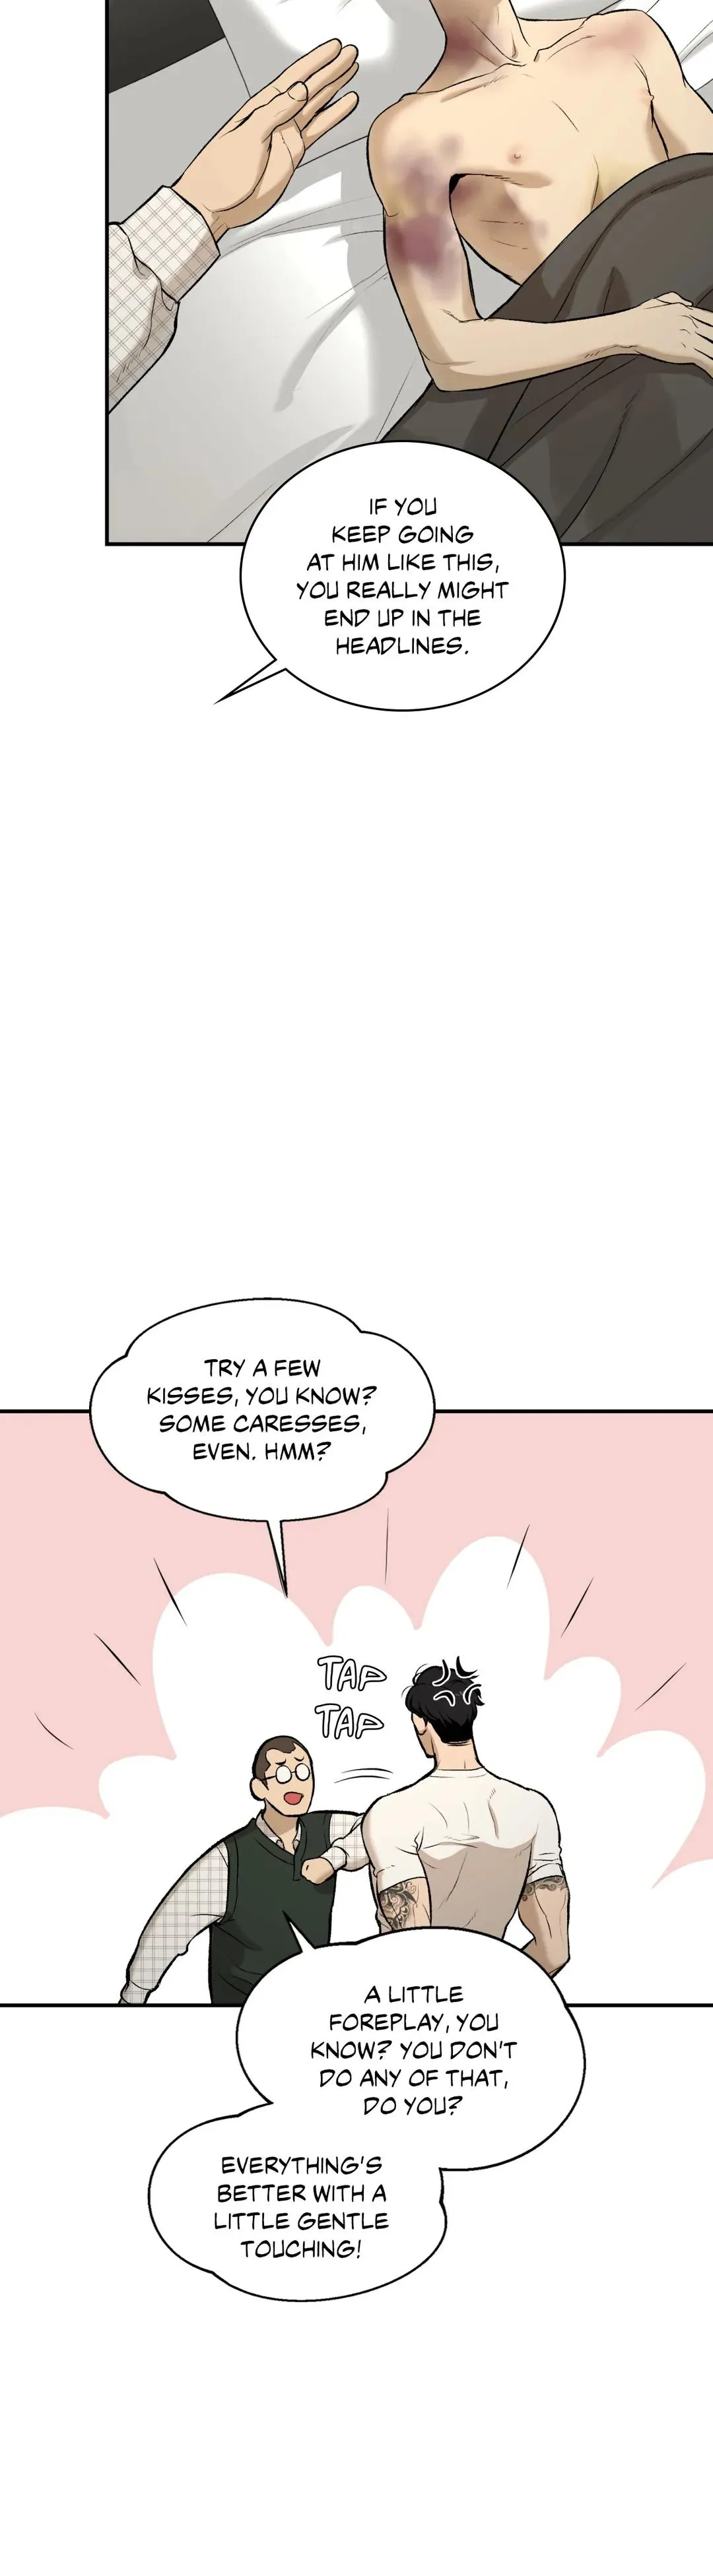 IF YOU
KEEP GOING
AT HIM LIKE THIS,
YOU REALLY MIGHT
END UP IN THE
HEADLINES.
TRY A FEW
KISSES, YOU KNOW?
SOME CARESSES,
EVEN. HMM?
TAP
TAP
A LITTLE
FOREPLAY, YOU
KNOW? YOU DON'T
DO ANY OF THAT,
DO YOU?
EVERYTHING'S
BETTER WITH A
LITTLE GENTLE
TOUCHING!